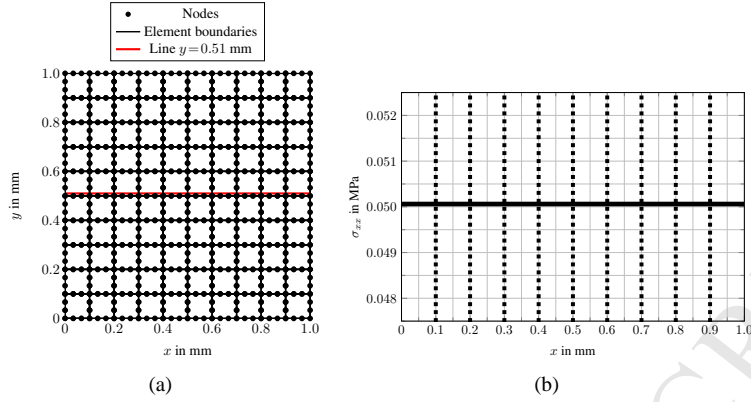 Nodes
Element boundaries
Line y = 0.51 mm
1.0
0.8
0.6
0.4
0.2
0
y in mm
0 0.2 0.4 0.6 0.8 1.0
x in mm
(a)
0.052
0.051
0.050
0.049
0.048
σxx in MPa
0 0.1 0.2 0.3 0.4 0.5 0.6 0.7 0.8 0.9 1.0
x in mm
(b)